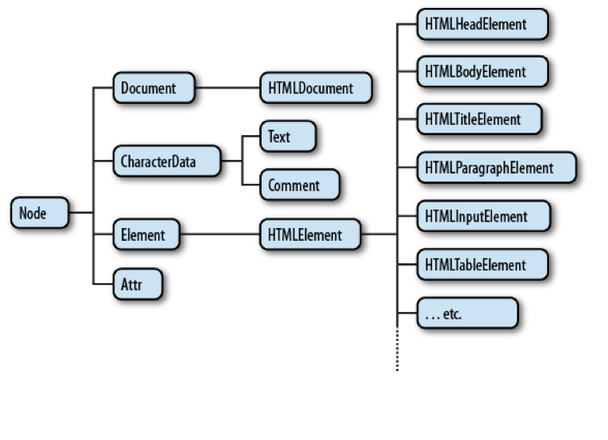 Node
Document
CharacterData
Element
Attr
HTMLDocument
Text
Comment
HTMLElement
HTMLHeadElement
HTMLBodyElement
HTMLTitleElement
HTMLParagraphElement
HTMLInputElement
HTMLTableElement
. . . etc.